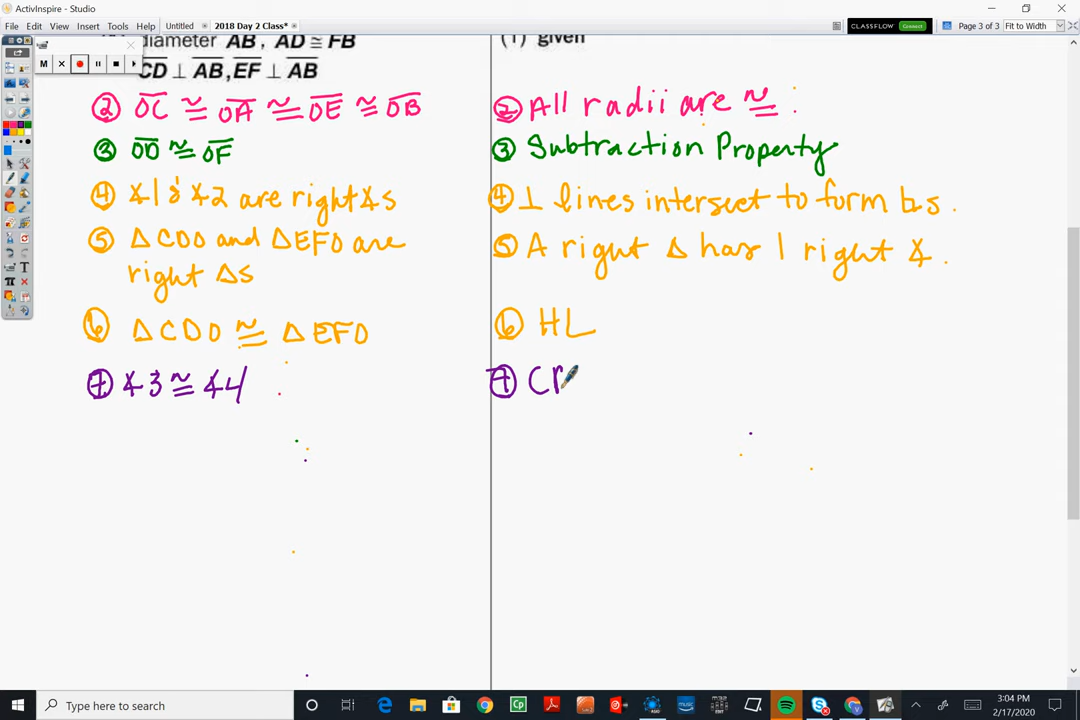 ActivInspire - Studio
File Edit View Insert Tools Help Untitled 2018 Day 2 Class* CLASSFLOW Connect Page 3 of 3 Fit to Width
diameter AB, AD ≅ FB
CD ⊥ AB, EF ⊥ AB
(1) given
② OC ≅ OA ≅ OE ≅ OB
② All radii are ≅ .
③ OD ≅ OF
③ Subtraction Property
④ ∡1 & ∡2 are right ∡s
④ ⊥ lines intersect to form ∟s .
⑤ △CDO and △EFO are
right △s
⑤ A right △ has 1 right ∡ .
⑥ △CDO ≅ △EFO
⑥ HL
⑦ ∡3 ≅ ∡4
⑦ CP
M
T
π
Type here to search
3:04 PM
2/17/2020